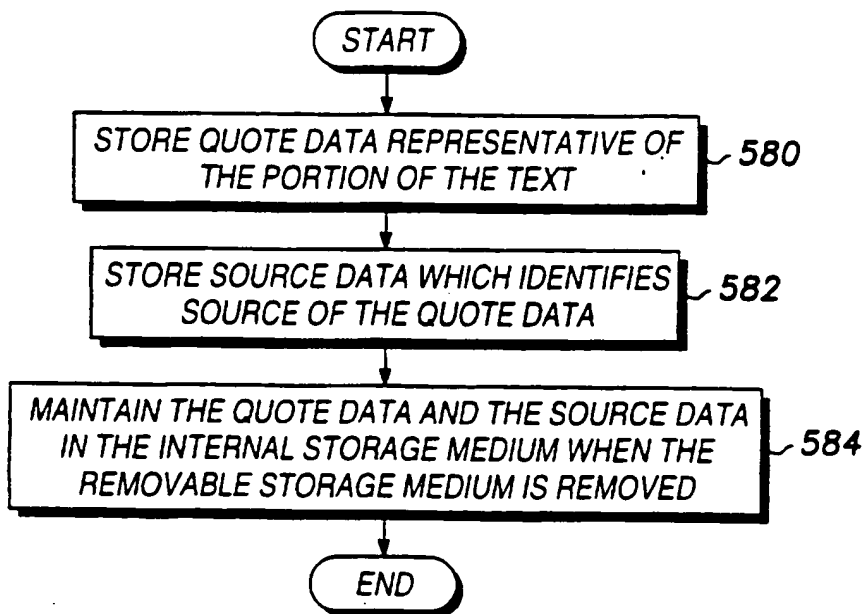 START
STORE QUOTE DATA REPRESENTATIVE OF
THE PORTION OF THE TEXT
580
STORE SOURCE DATA WHICH IDENTIFIES
SOURCE OF THE QUOTE DATA
582
MAINTAIN THE QUOTE DATA AND THE SOURCE DATA
IN THE INTERNAL STORAGE MEDIUM WHEN THE
REMOVABLE STORAGE MEDIUM IS REMOVED
584
END